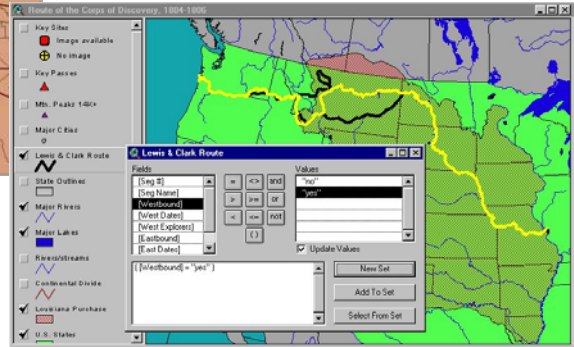 Route of the Corps of Discovery, 1804-1806
Key Sites
Image available
No image
Key Passes
Mtn. Peaks 14K+
Major Cities
Lewis & Clark Route
State Outlines
Major Rivers
Major Lakes
Rivers/streams
Continental Divide
Louisiana Purchase
U.S. States
Lewis & Clark Route
Fields
[Seg #]
[Seg Name]
[Westbound]
[West Dates]
[West Explorers]
[Eastbound]
[East Dates]
= <> and
> >= or
< <= not
( )
Values
"no"
"yes"
Update Values
( [Westbound] = "yes" )
New Set
Add To Set
Select From Set